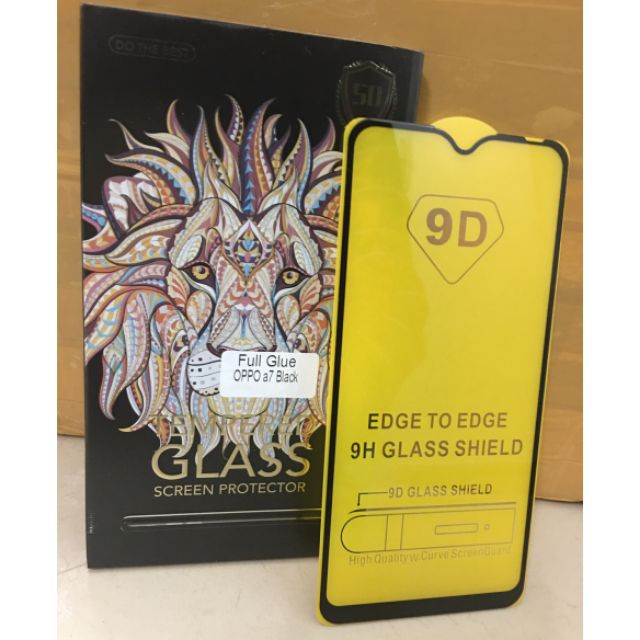 DO THE BEST
5D
Full Glue
OPPO a7 Black
TEMPERED
GLASS
SCREEN PROTECTOR
9D
EDGE TO EDGE
9H GLASS SHIELD
9D GLASS SHIELD
High Quality w.Curve ScreenGuard